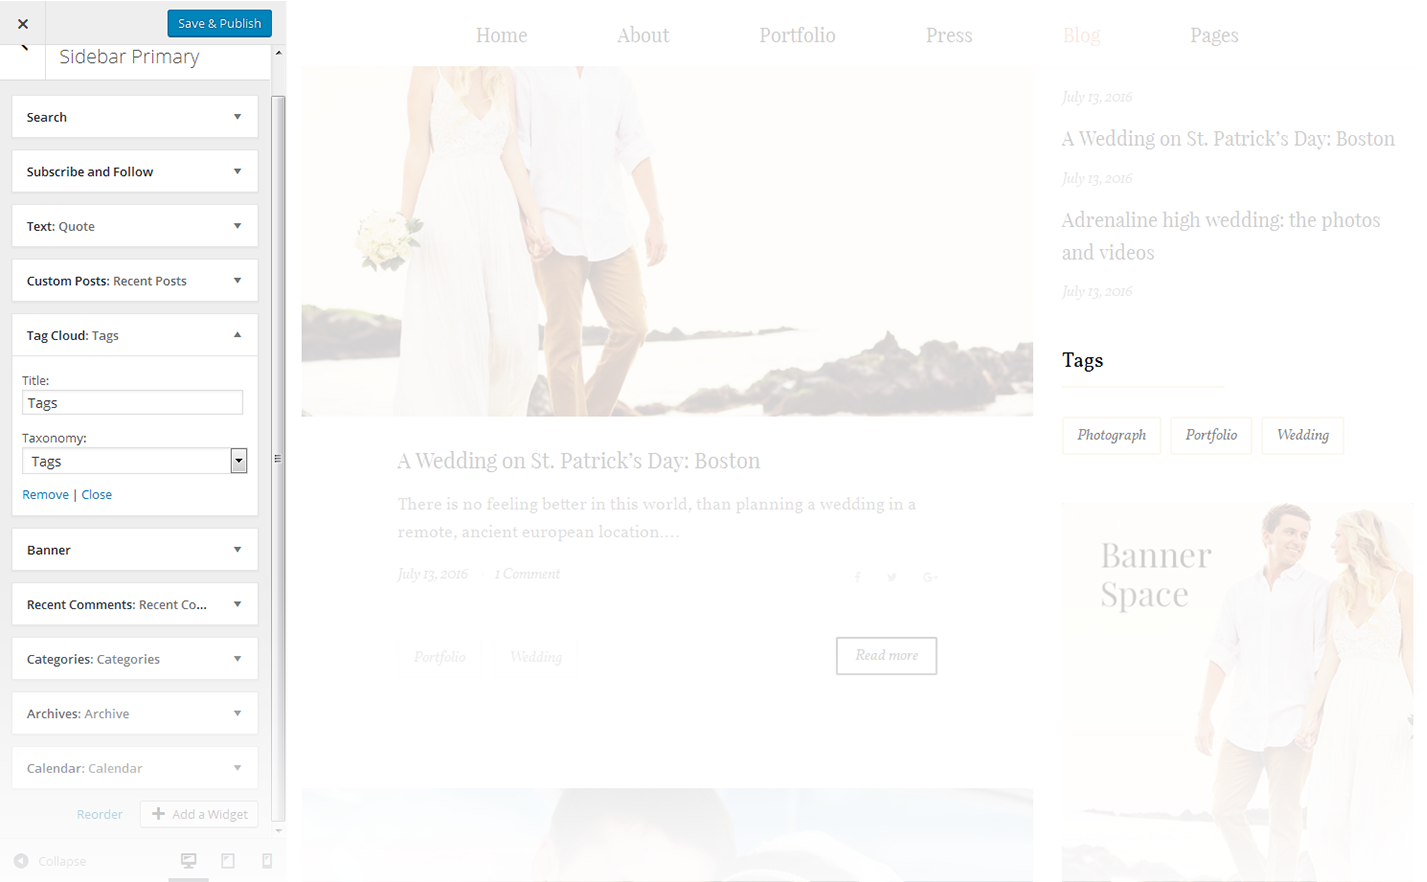 Save & Publish
Sidebar Primary
Search
Subscribe and Follow
Text: Quote
Custom Posts: Recent Posts
Tag Cloud: Tags
Title:
Tags
Taxonomy:
Tags
Remove | Close
Banner
Recent Comments: Recent Co...
Categories: Categories
Archives: Archive
Calendar: Calendar
Reorder
Add a Widget
Collapse
Home About Portfolio Press Blog Pages
A Wedding on St. Patrick's Day: Boston
There is no feeling better in this world, than planning a wedding in a
remote, ancient european location....
July 13, 2016 1 Comment
Portfolio Wedding
Read more
July 13, 2016
A Wedding on St. Patrick's Day: Boston
July 13, 2016
Adrenaline high wedding: the photos
and videos
July 13, 2016
Tags
Photograph Portfolio Wedding
Banner
Space